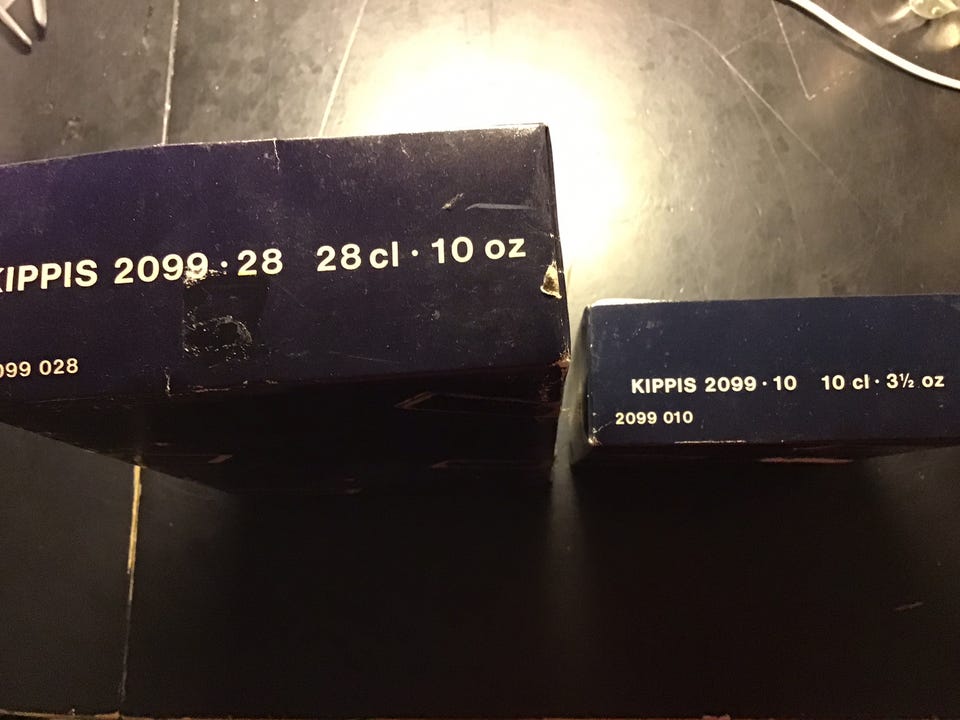 KIPPIS 2099·28 28 cl · 10 oz
099 028
KIPPIS 2099·10 10 cl · 3½ oz
2099 010